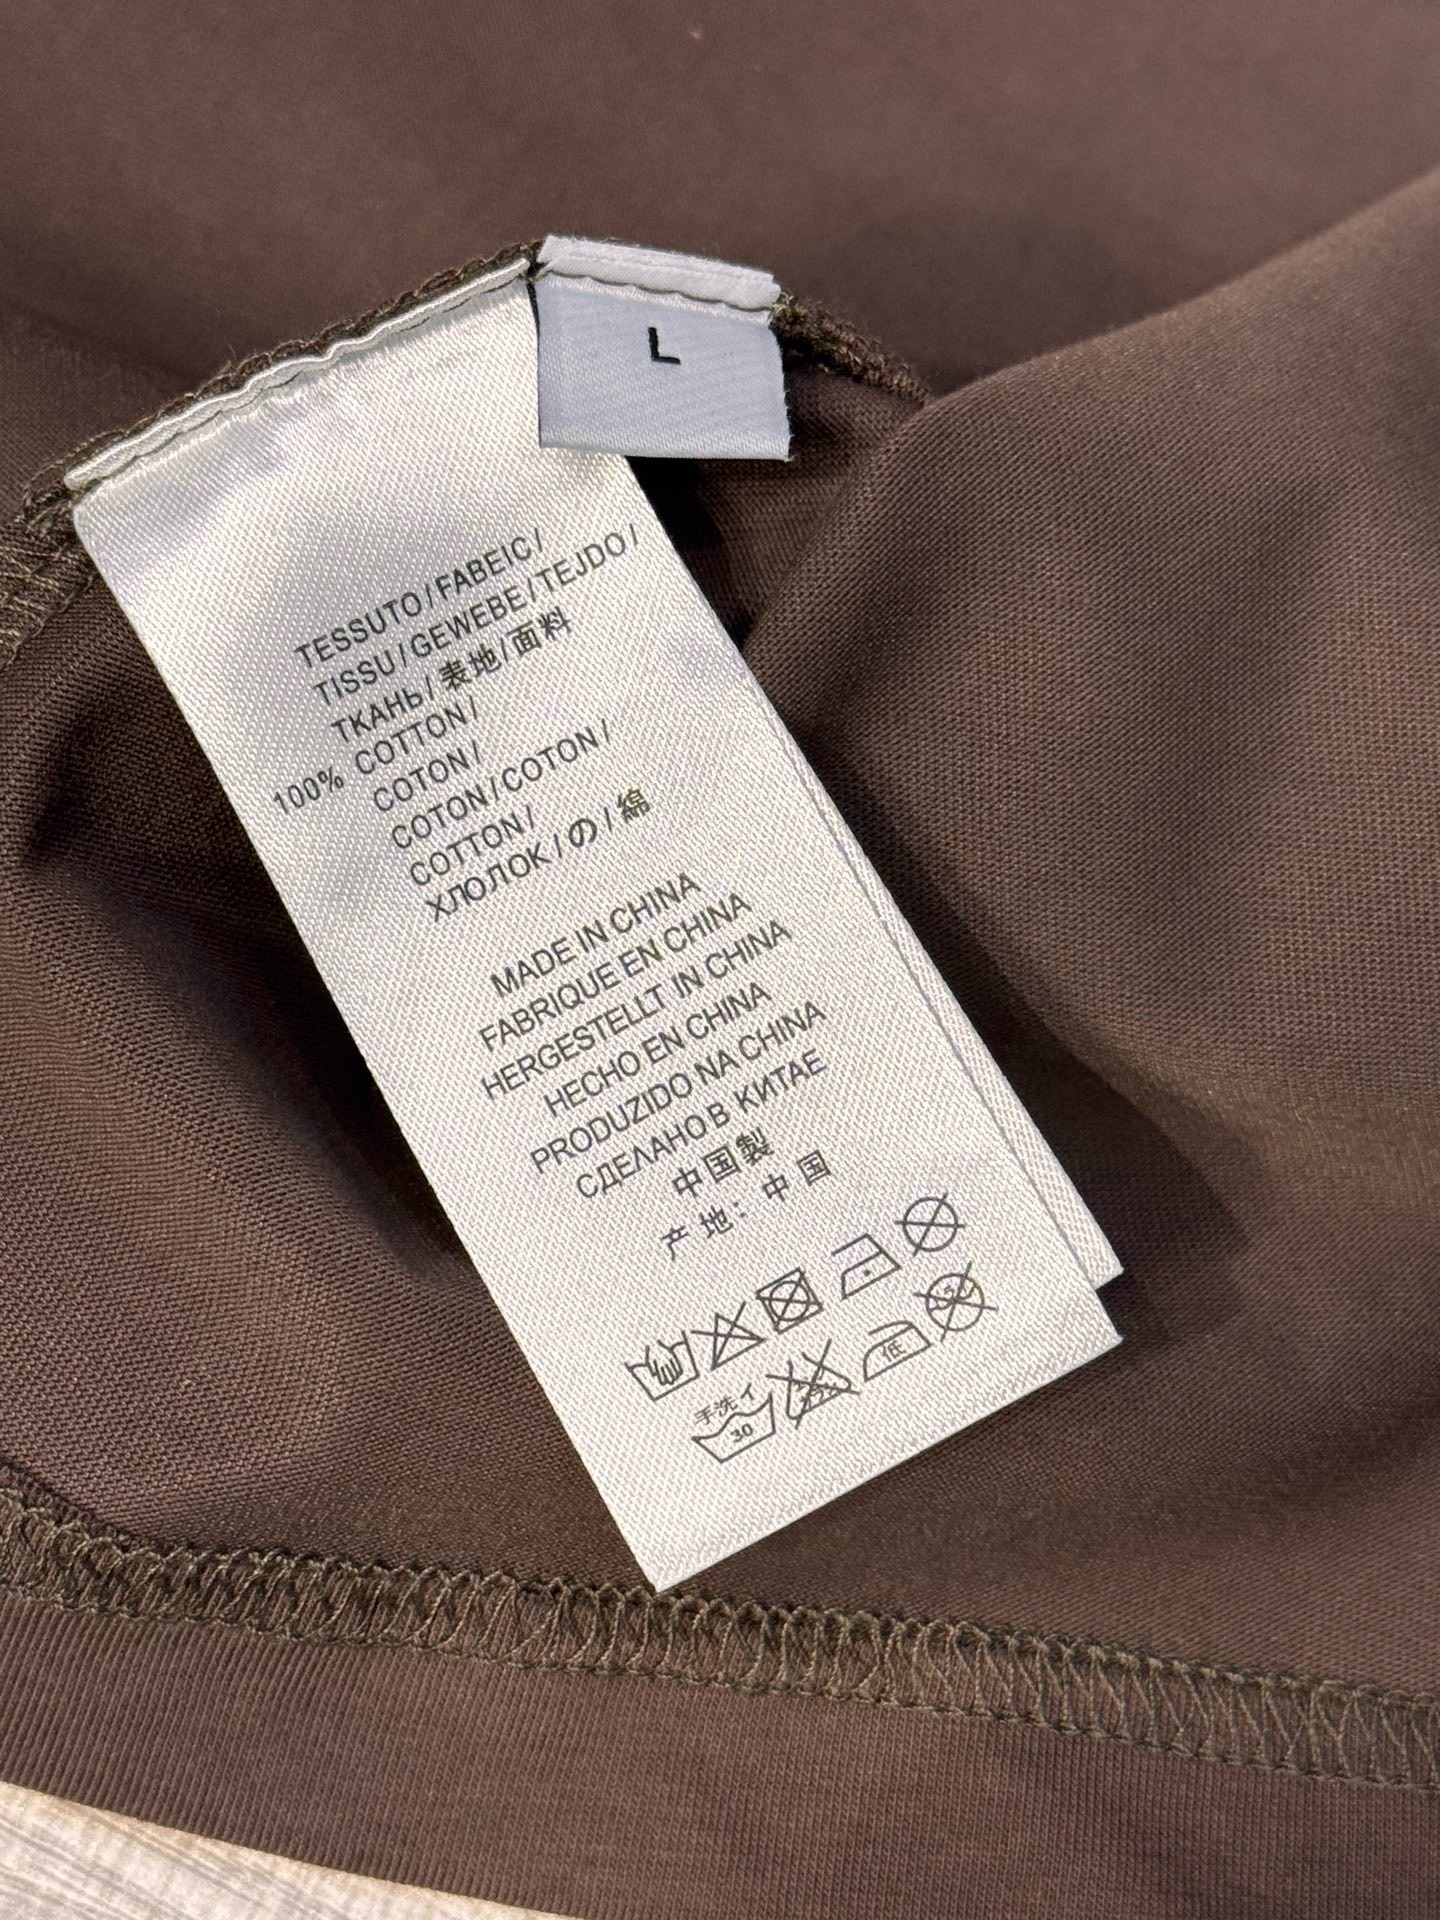 L
TESSUTO/FABEIC/
TISSU/GEWEBE/TEJDO/
TKAHb/表地/面料
100% COTTON/
COTON/
COTON/COTON/
COTTON/
ХЛОЛОК/の/綿
MADE IN CHINA
FABRIQUE EN CHINA
HERGESTELLT IN CHINA
HECHO EN CHINA
PRODUZIDO NA CHINA
СДЕЛАНО В КИТАЕ
中国製
产地：中国
手洗イ
30
低